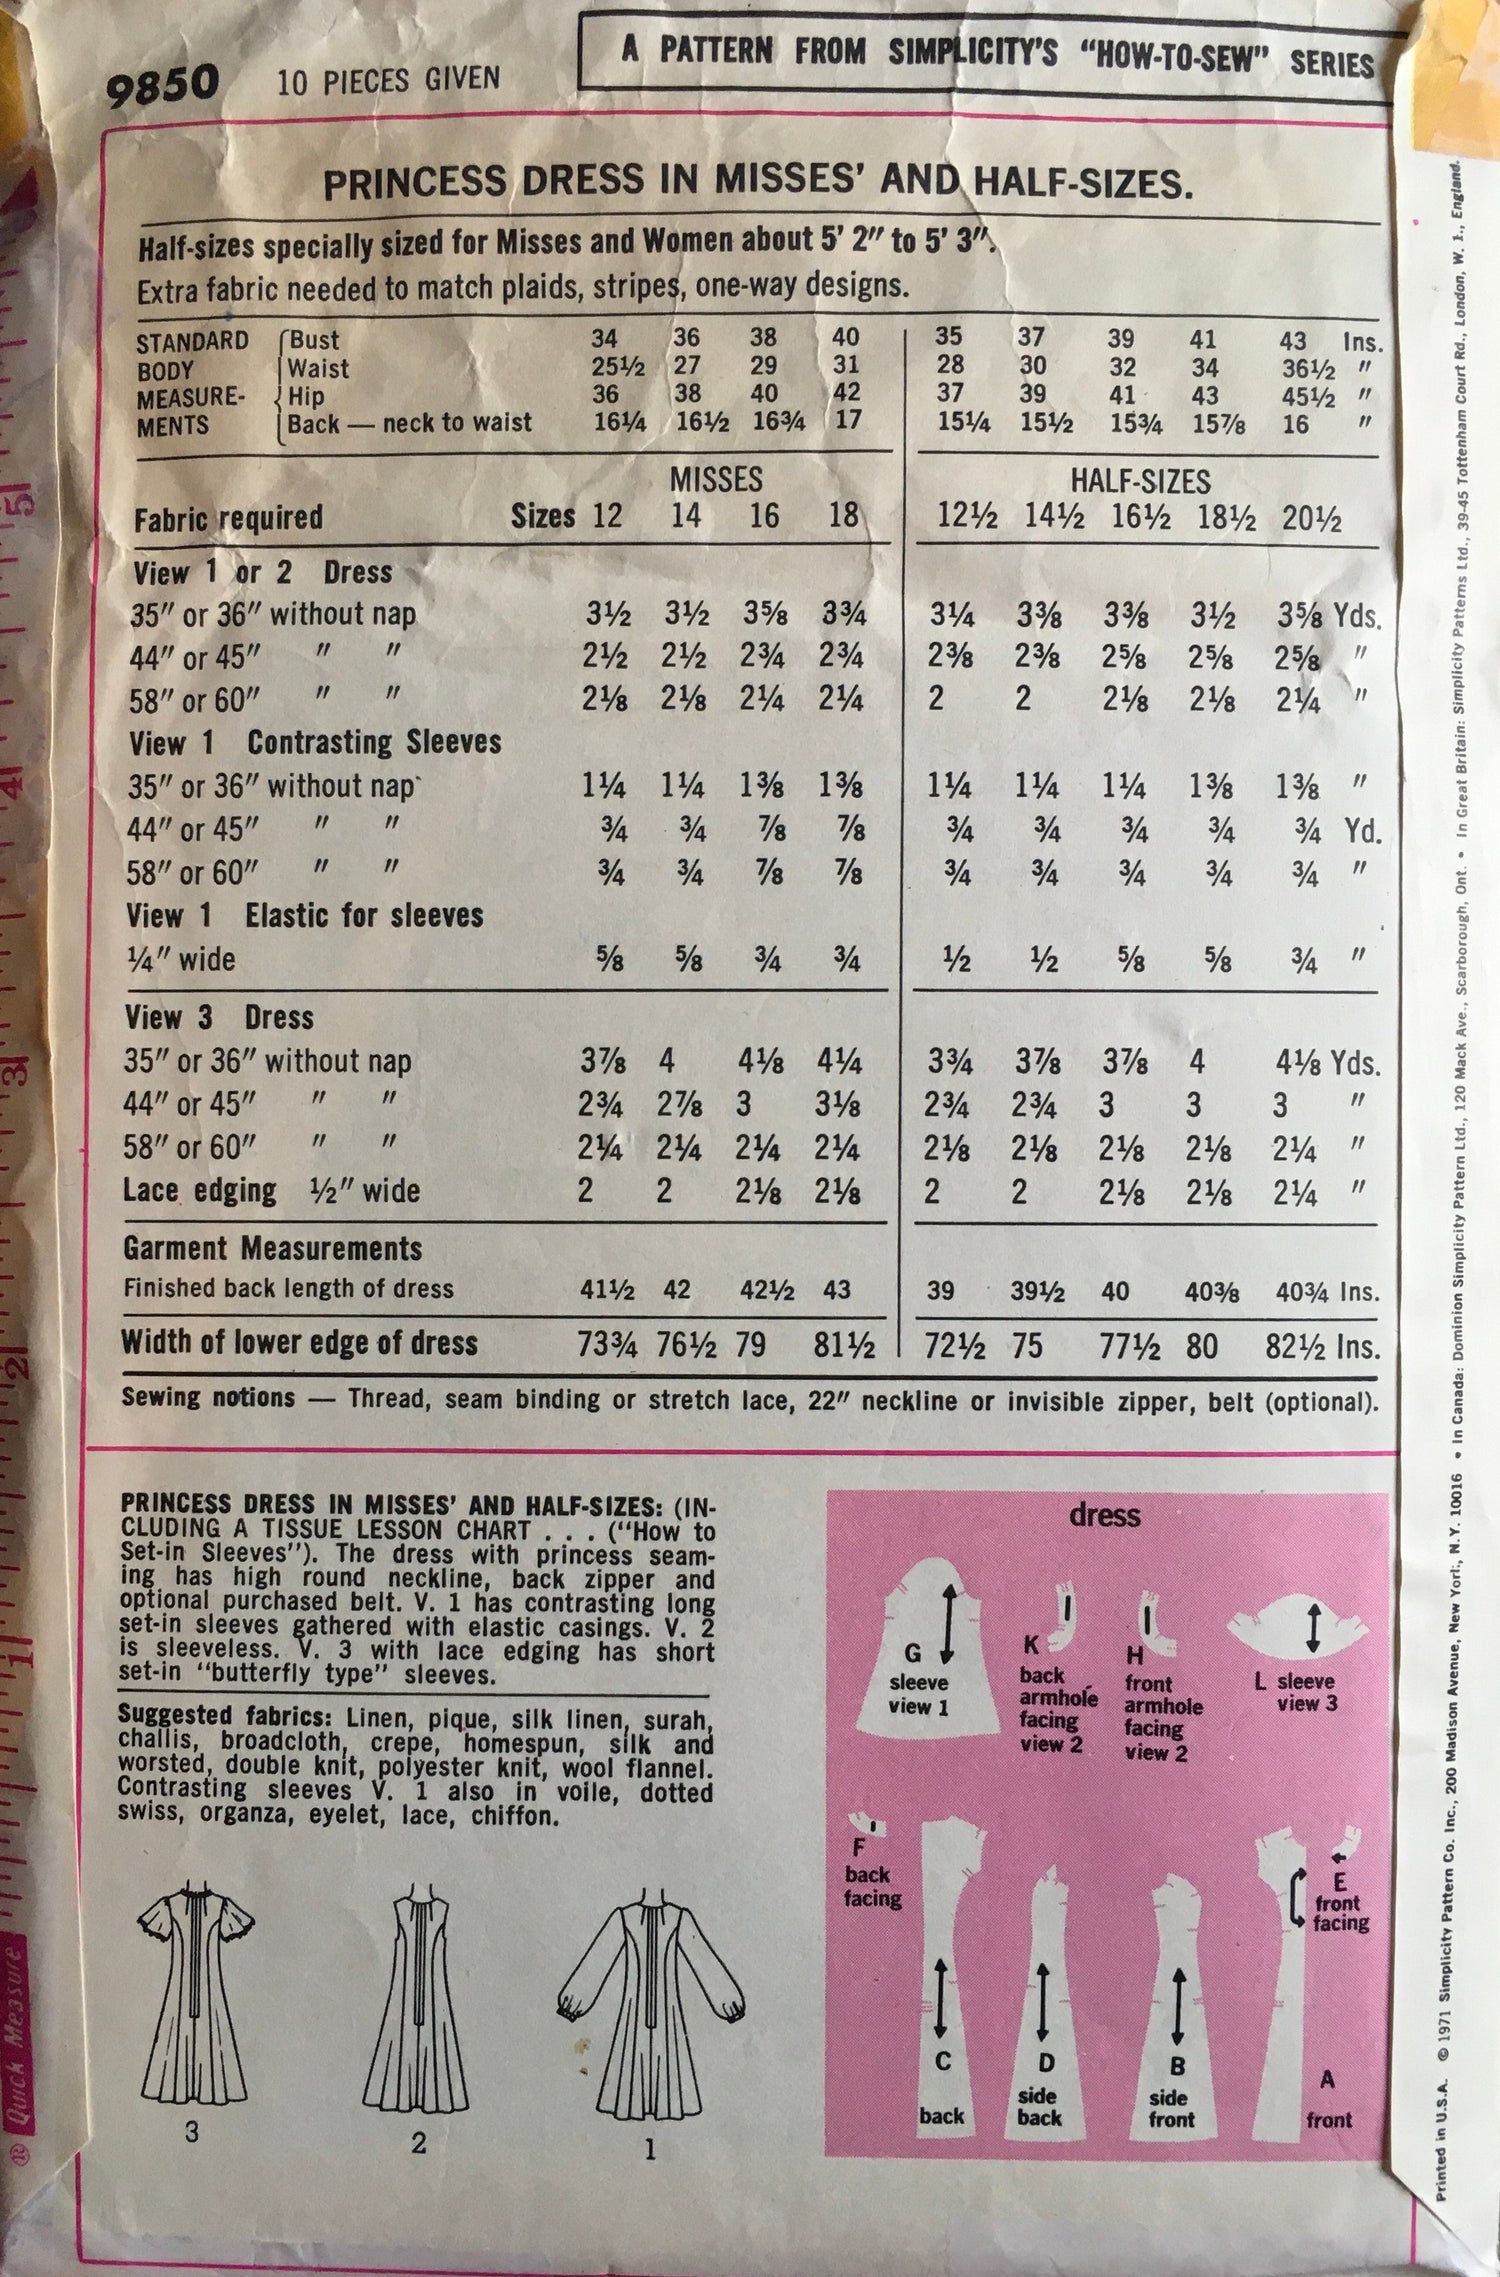 9850 10 PIECES GIVEN
A PATTERN FROM SIMPLICITY'S "HOW-TO-SEW" SERIES
PRINCESS DRESS IN MISSES' AND HALF-SIZES.
Half-sizes specially sized for Misses and Women about 5' 2" to 5' 3".
Extra fabric needed to match plaids, stripes, one-way designs.
STANDARD Bust 34 36 38 40 35 37 39 41 43 Ins.
BODY Waist 25½ 27 29 31 28 30 32 34 36½ "
MEASURE- Hip 36 38 40 42 37 39 41 43 45½ "
MENTS Back — neck to waist 16¼ 16½ 16¾ 17 15¼ 15½ 15¾ 15⅞ 16 "
MISSES HALF-SIZES
Fabric required Sizes 12 14 16 18 12½ 14½ 16½ 18½ 20½
View 1 or 2 Dress
35" or 36" without nap 3½ 3½ 3⅝ 3¾ 3¼ 3⅜ 3⅜ 3½ 3⅝ Yds.
44" or 45" " " 2½ 2½ 2¾ 2¾ 2⅜ 2⅜ 2⅝ 2⅝ 2⅝ "
58" or 60" " " 2⅛ 2⅛ 2¼ 2¼ 2 2 2⅛ 2⅛ 2¼ "
View 1 Contrasting Sleeves
35" or 36" without nap 1¼ 1¼ 1⅜ 1⅜ 1¼ 1¼ 1¼ 1⅜ 1⅜ "
44" or 45" " " ¾ ¾ ⅞ ⅞ ¾ ¾ ¾ ¾ ¾ Yd.
58" or 60" " " ¾ ¾ ⅞ ⅞ ¾ ¾ ¾ ¾ ¾ "
View 1 Elastic for sleeves
¼" wide ⅝ ⅝ ¾ ¾ ½ ½ ⅝ ⅝ ¾ "
View 3 Dress
35" or 36" without nap 3⅞ 4 4⅛ 4¼ 3¾ 3⅞ 3⅞ 4 4⅛ Yds.
44" or 45" " " 2¾ 2⅞ 3 3⅛ 2¾ 2¾ 3 3 3 "
58" or 60" " " 2¼ 2¼ 2¼ 2¼ 2⅛ 2⅛ 2⅛ 2⅛ 2¼ "
Lace edging ½" wide 2 2 2⅛ 2⅛ 2 2 2⅛ 2⅛ 2¼ "
Garment Measurements
Finished back length of dress 41½ 42 42½ 43 39 39½ 40 40⅜ 40¾ Ins.
Width of lower edge of dress 73¾ 76½ 79 81½ 72½ 75 77½ 80 82½ Ins.
Sewing notions — Thread, seam binding or stretch lace, 22" neckline or invisible zipper, belt (optional).
PRINCESS DRESS IN MISSES' AND HALF-SIZES: (IN-
CLUDING A TISSUE LESSON CHART . . . ("How to
Set-in Sleeves"). The dress with princess seam-
ing has high round neckline, back zipper and
optional purchased belt. V. 1 has contrasting long
set-in sleeves gathered with elastic casings. V. 2
is sleeveless. V. 3 with lace edging has short
set-in "butterfly type" sleeves.
Suggested fabrics: Linen, pique, silk linen, surah,
challis, broadcloth, crepe, homespun, silk and
worsted, double knit, polyester knit, wool flannel.
Contrasting sleeves V. 1 also in voile, dotted
swiss, organza, eyelet, lace, chiffon.
3
2
1
dress
G
sleeve
view 1
K
back
armhole
facing
view 2
H
front
armhole
facing
view 2
L sleeve
view 3
F
back
facing
E
front
facing
C
back
D
side
back
B
side
front
A
front
Printed in U.S.A. © 1971 Simplicity Pattern Co. Inc., 200 Madison Avenue, New York, N.Y. 10016 • In Canada: Dominion Simplicity Pattern Ltd., 120 Mack Ave., Scarborough, Ont. • In Great Britain: Simplicity Patterns Ltd., 39-45 Tottenham Court Rd., London, W. 1., England.
5
4
3
2
1
® Quick Measure